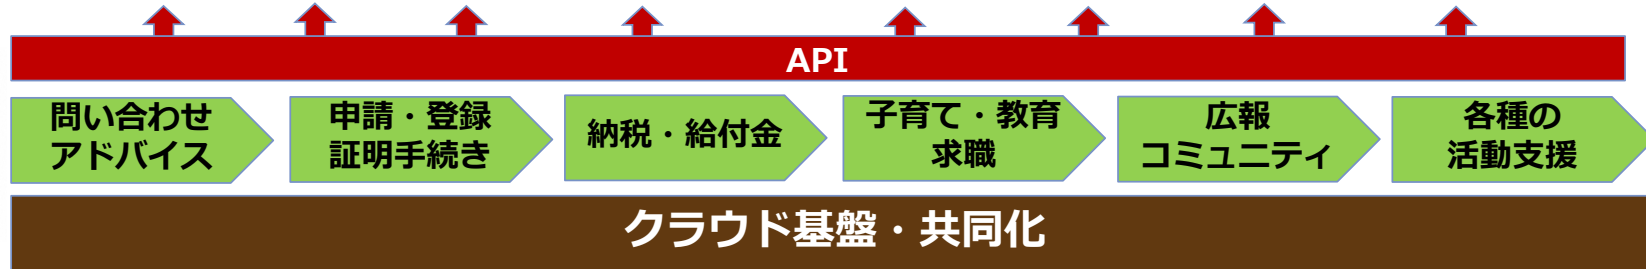 API
問い合わせ
アドバイス
申請・登録
証明手続き
納税・給付金
子育て・教育
求職
広報
コミュニティ
各種の
活動支援
クラウド基盤・共同化